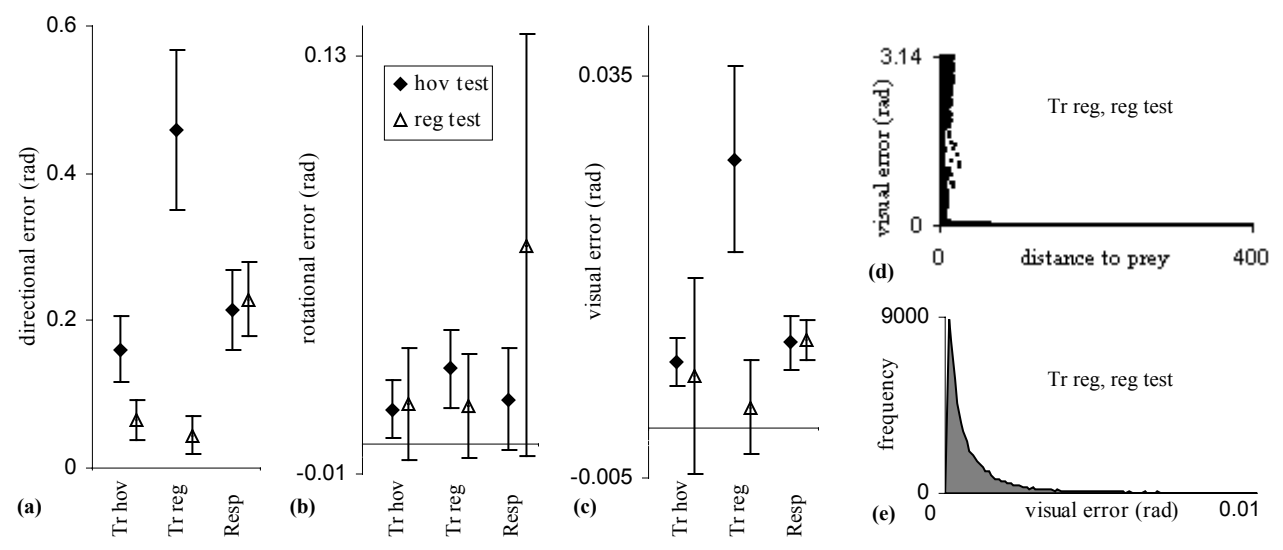 0.6
0.4
0.2
0
directional error (rad)
Tr hov
Tr reg
Resp
(a)
0.13
-0.01
rotational error (rad)
hov test
reg test
Tr hov
Tr reg
Resp
(b)
0.035
-0.005
visual error (rad)
Tr hov
Tr reg
Resp
(c)
3.14
0
visual error (rad)
Tr reg, reg test
0
distance to prey
400
(d)
9000
0
frequency
Tr reg, reg test
0
visual error (rad)
0.01
(e)